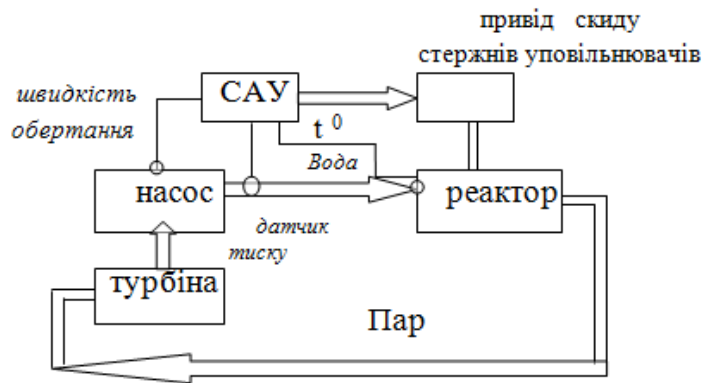 привід скиду
стержнів уповільнювачів
швидкість
обертання
САУ
t 0
Вода
насос
реактор
датчик
тиску
турбіна
Пар